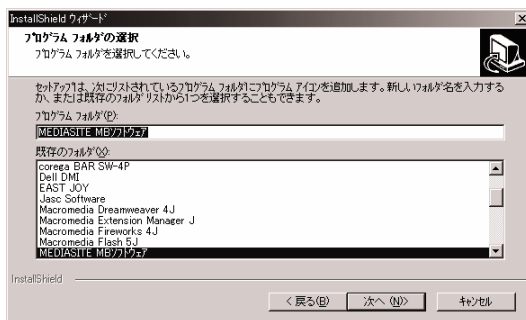 InstallShield ウィザード
プログラム フォルダの選択
プログラム フォルダを選択してください。
セットアップは、次にリストされているプログラム フォルダにプログラム アイコンを追加します。新しいフォルダ名を入力する
か、または既存のフォルダ リストから1つを選択することもできます。
プログラム フォルダ(P):
MEDIASITE MBソフトウェア
既存のフォルダ(X):
corega BAR SW-4P
Dell DMI
EAST JOY
Jasc Software
Macromedia Dreamweaver 4J
Macromedia Extension Manager J
Macromedia Fireworks 4J
Macromedia Flash 5J
MEDIASITE MBソフトウェア
InstallShield
< 戻る(B)
次へ (N)>
キャンセル